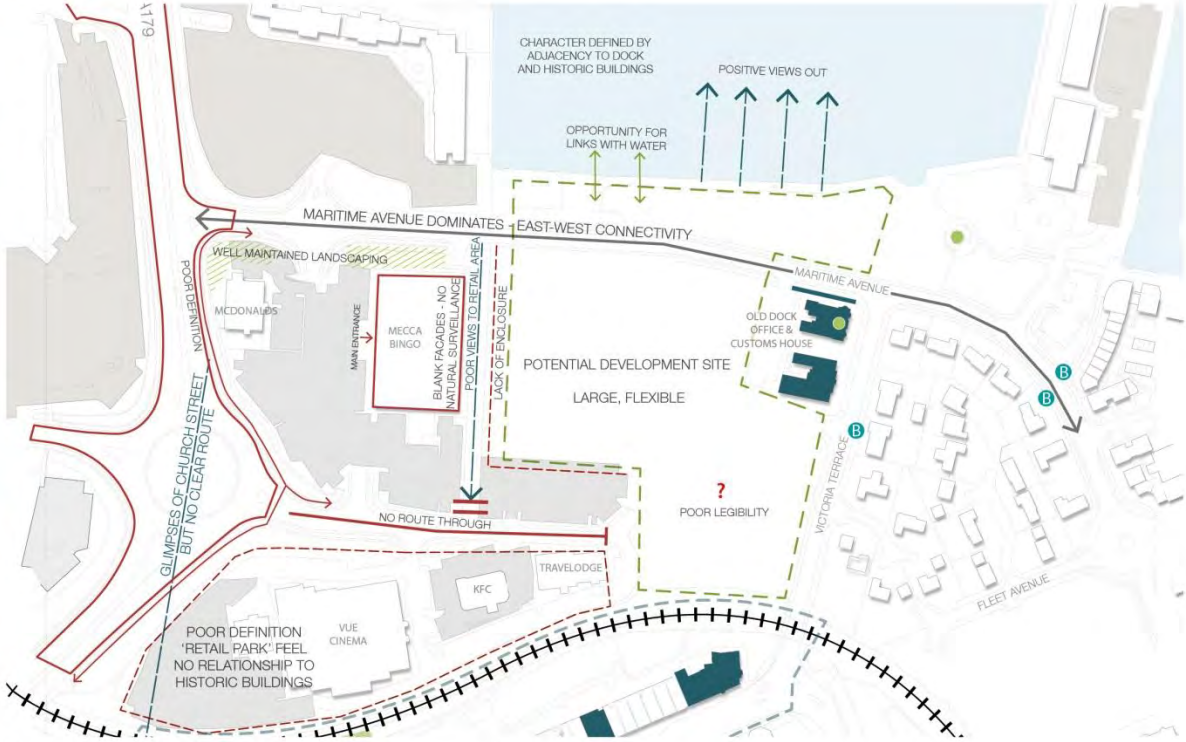 A179
CHARACTER DEFINED BY
ADJACENCY TO DOCK
AND HISTORIC BUILDINGS
POSITIVE VIEWS OUT
OPPORTUNITY FOR
LINKS WITH WATER
MARITIME AVENUE DOMINATES - EAST-WEST CONNECTIVITY
WELL MAINTAINED LANDSCAPING
POOR DEFINITION
MCDONALDS
MAIN ENTRANCE
MECCA
BINGO
BLANK FACADES - NO
NATURAL SURVEILLANCE
POOR VIEWS TO RETAIL AREA
LACK OF ENCLOSURE
MARITIME AVENUE
OLD DOCK
OFFICE &
CUSTOMS HOUSE
POTENTIAL DEVELOPMENT SITE
LARGE, FLEXIBLE
B
B
B
VICTORIA TERRACE
?
POOR LEGIBILITY
GLIMPSES OF CHURCH STREET
BUT NO CLEAR ROUTE
NO ROUTE THROUGH
TRAVELODGE
KFC
FLEET AVENUE
VUE
CINEMA
POOR DEFINITION
'RETAIL PARK' FEEL
NO RELATIONSHIP TO
HISTORIC BUILDINGS